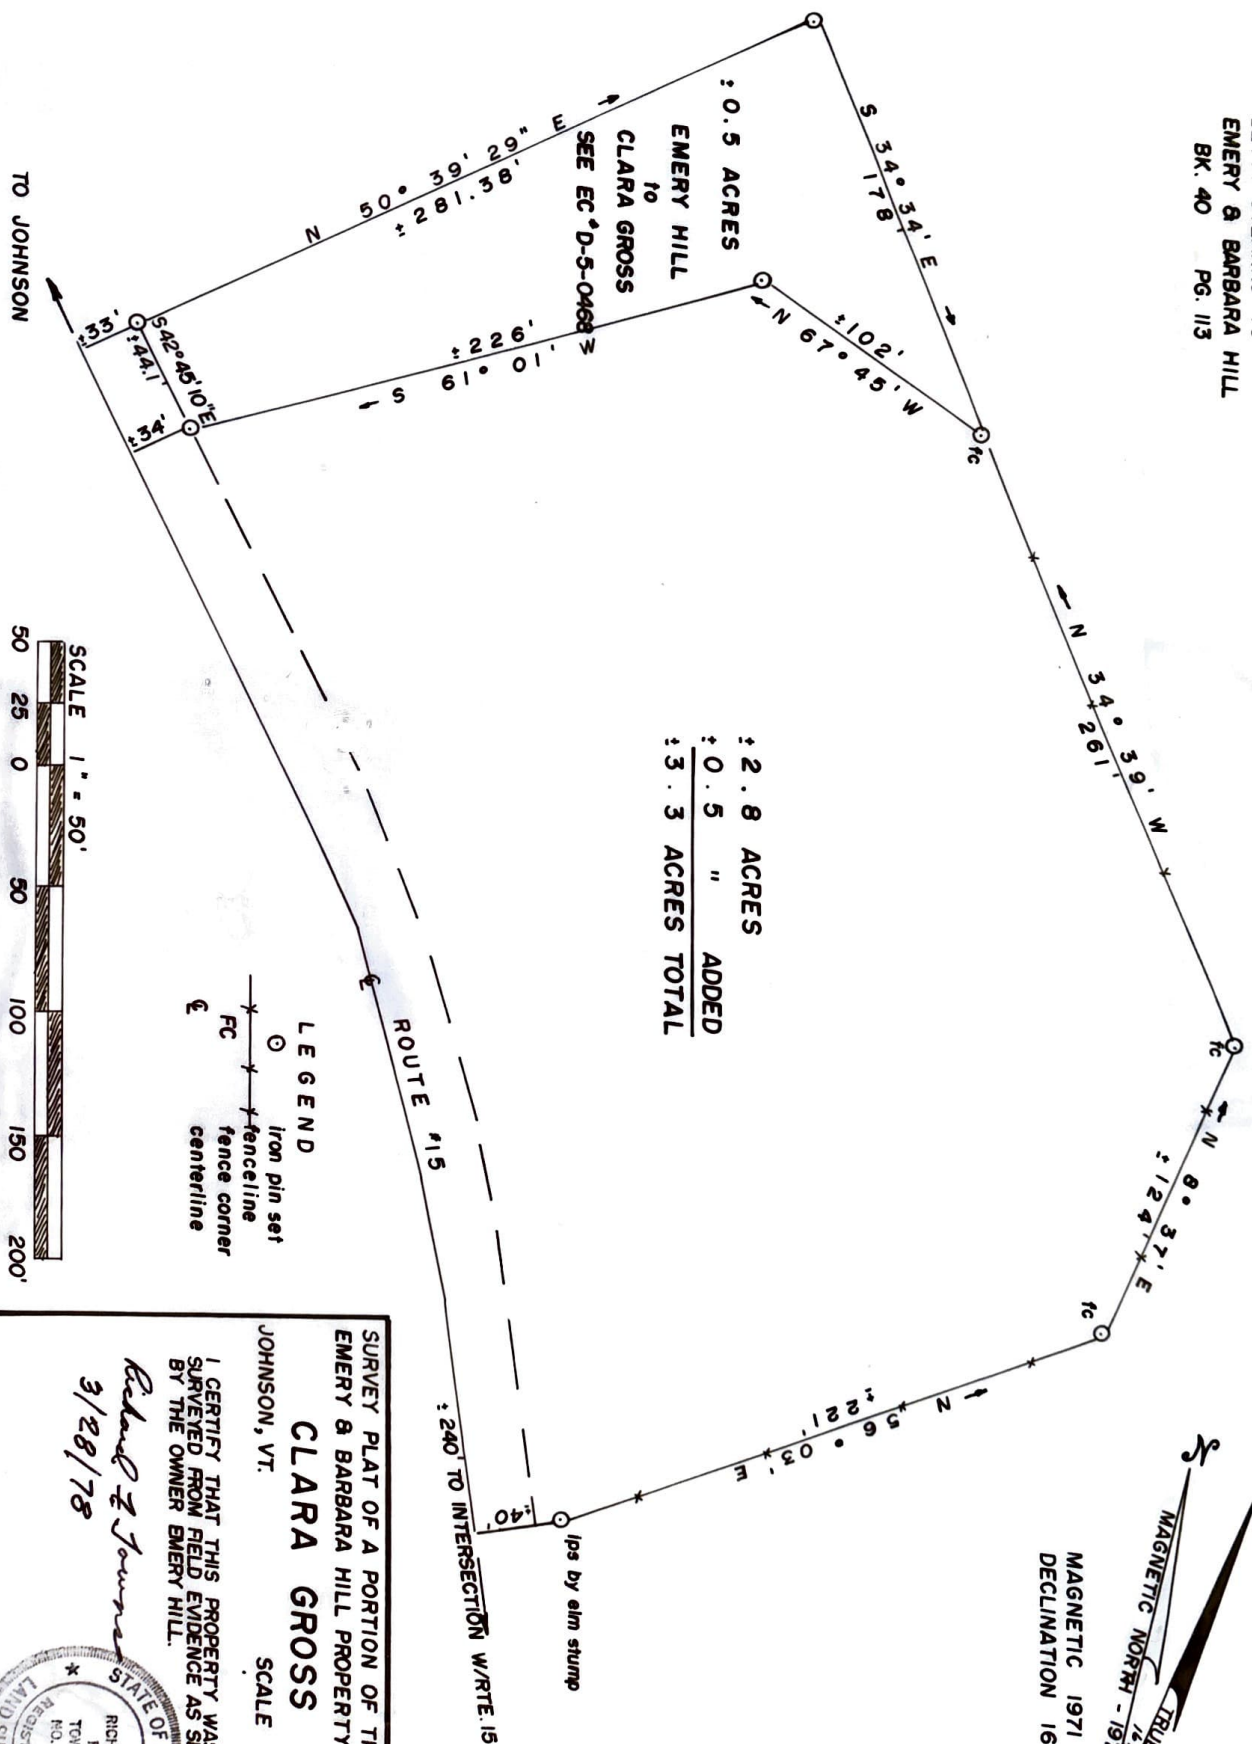 EMERY & BARBARA HILL
BK. 40 PG. 113
S 34° 34' E
178'
± 0.5 ACRES
EMERY HILL
to
CLARA GROSS
SEE EC#D-5-0468
N 50° 39' 29" E
± 281.38'
N 67° 45' W
±102'
S 61° 01' W
±226'
S42°45'10"E
±44.1'
±33'
±34'
TO JOHNSON
fc
N 34° 39' W
261'
fc
N 8° 37' E
±124'
fc
N 56° 03' E
±221'
ips by elm stump
±40'
±240' TO INTERSECTION W/RTE. 15
± 2.8 ACRES
± 0.5 " ADDED
± 3.3 ACRES TOTAL
ROUTE #15
℄
LEGEND
iron pin set
fenceline
FC fence corner
℄ centerline
SCALE 1" = 50'
50 25 0 50 100 150 200'
MAGNETIC NORTH - 19
MAGNETIC 1971
DECLINATION 16
N
SURVEY PLAT OF A PORTION OF
EMERY & BARBARA HILL PROPERTY
CLARA GROSS
JOHNSON, VT. SCALE
I CERTIFY THAT THIS PROPERTY WAS
SURVEYED FROM FIELD EVIDENCE AS
BY THE OWNER EMERY HILL.
Richard F Towne
3/28/78
STATE OF
NO.
LAND